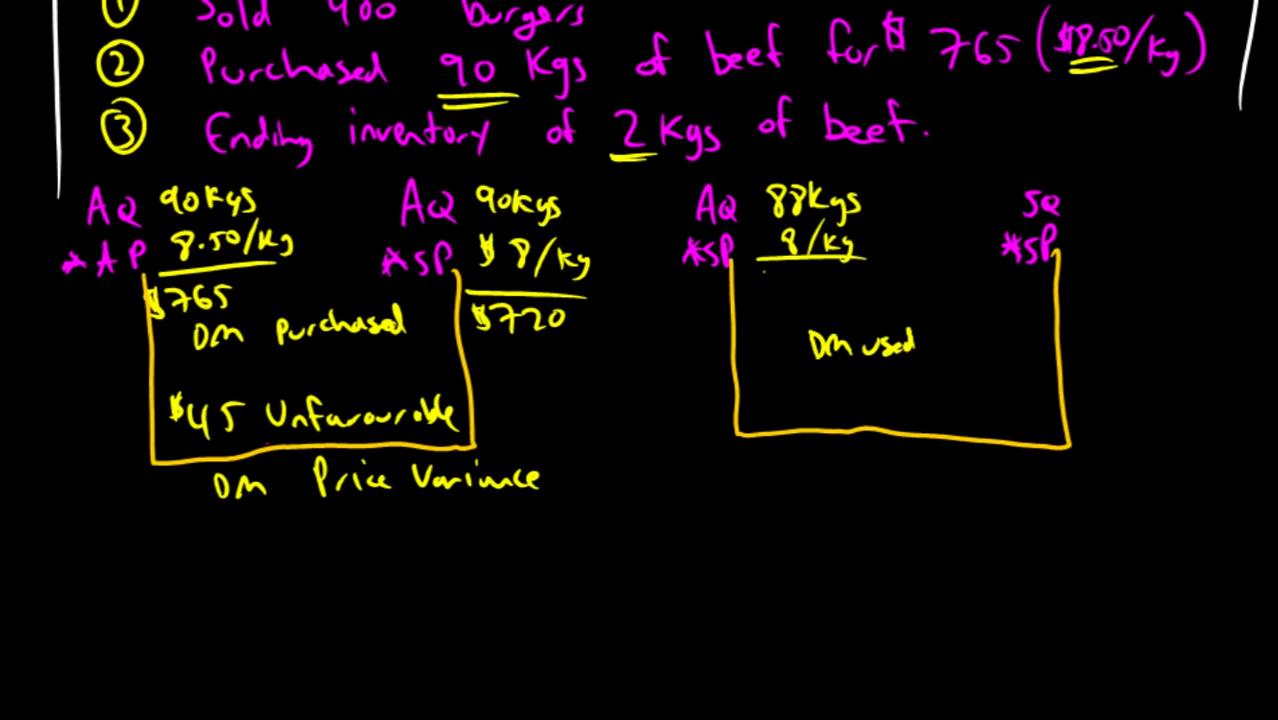 ① Sold 900 burgers
② Purchased 90 Kgs of beef for $ 765 ($8.50/Kg)
③ Ending inventory of 2 Kgs of beef.
AQ 90Kgs AQ 90Kgs AQ 88Kgs SQ
*AP 8.50/Kg *SP $ 8/Kg *SP 8/Kg *SP
$765 $720
DM Purchased DM used
$45 Unfavourable
DM Price Variance